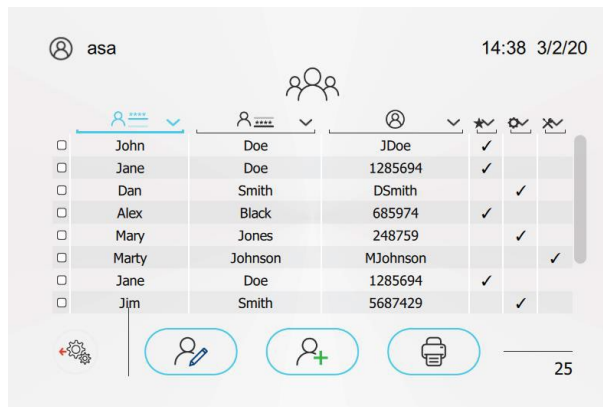 asa
14:38 3/2/20
John Doe JDoe ✓
Jane Doe 1285694 ✓
Dan Smith DSmith ✓
Alex Black 685974 ✓
Mary Jones 248759 ✓
Marty Johnson MJohnson ✓
Jane Doe 1285694 ✓
Jim Smith 5687429 ✓
25